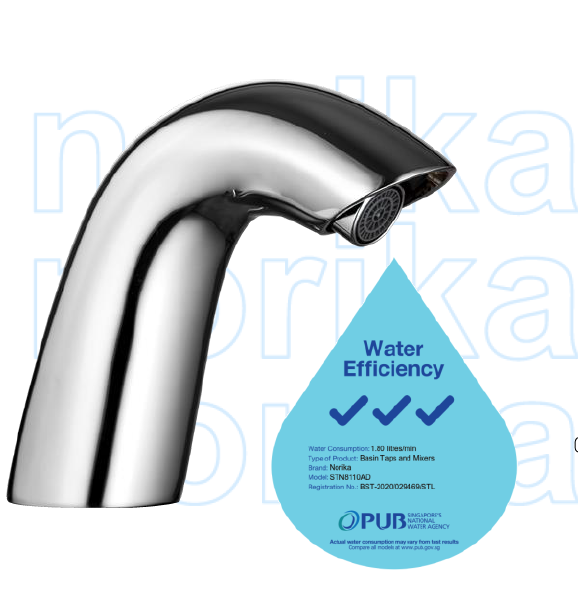 norika
norika
norika
Water
Efficiency
Water Consumption: 1.80 litres/min
Type of Product: Basin Taps and Mixers
Brand: Norika
Model: STN8110AD
Registration No.: BST-2020/029469/STL
PUB SINGAPORE'S
NATIONAL
WATER AGENCY
Actual water consumption may vary from test results
Compare all models at www.pub.gov.sg